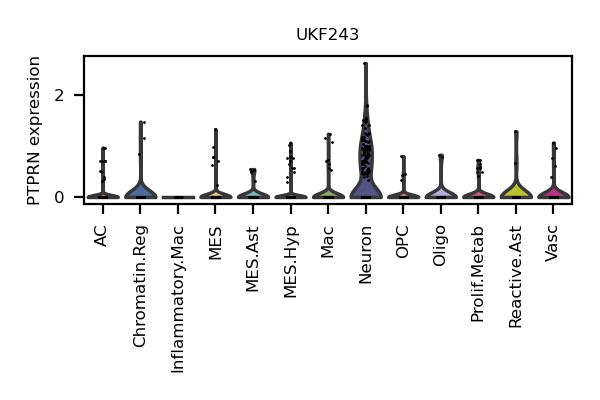 UKF243
PTPRN expression
2
0
AC
Chromatin.Reg
Inflammatory.Mac
MES
MES.Ast
MES.Hyp
Mac
Neuron
OPC
Oligo
Prolif.Metab
Reactive.Ast
Vasc